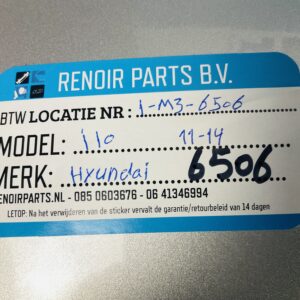 RENOIR PARTS B.V.
BTW LOCATIE NR : 1-M3-6506
MODEL: i10 11-14
MERK: Hyundai 6506
RENOIRPARTS.NL - 085 0603676 - 06 41346994
LETOP: Na het verwijderen van de sticker vervalt de garantie/retourbeleid van 14 dagen